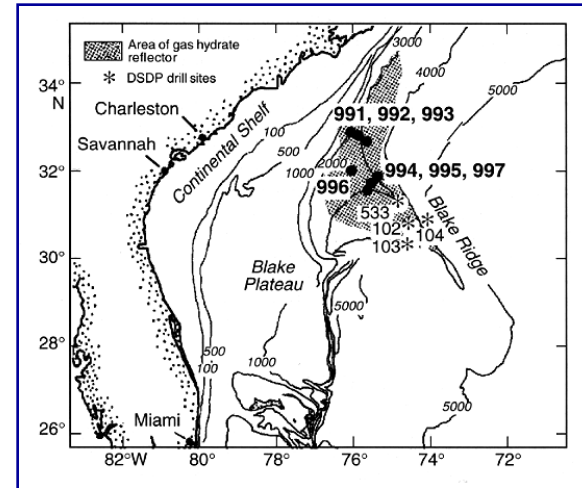 Area of gas hydrate
reflector
* DSDP drill sites
3000
4000
5000
34°
N
Charleston
Savannah
Continental Shelf
100
500
1000
2000
991, 992, 993
994, 995, 997
996
533
102
103
104
Blake Ridge
32°
30°
Blake
Plateau
5000
28°
500
100
1000
1000
5000
Miami
26°
82°W
80°
78°
76°
74°
72°